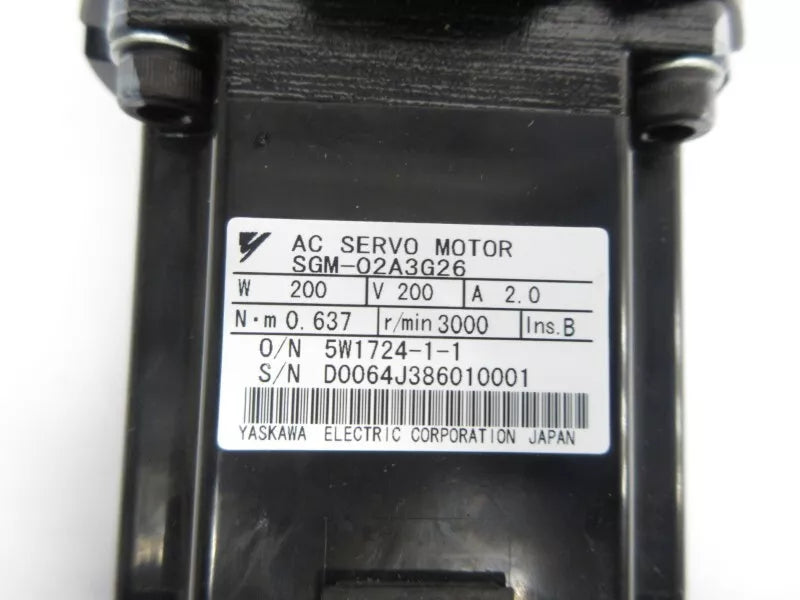 AC SERVO MOTOR
SGM-02A3G26
W 200 V 200 A 2.0
N·m 0.637 r/min 3000 Ins.B
O/N 5W1724-1-1
S/N D0064J386010001
YASKAWA ELECTRIC CORPORATION JAPAN